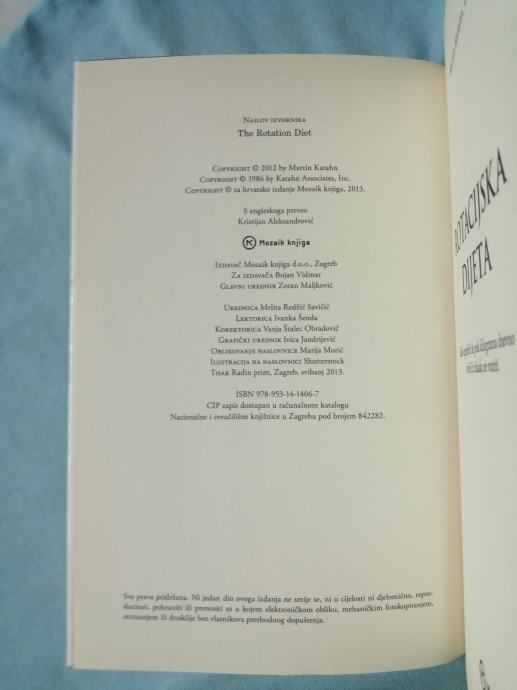 Naslov izvornika
The Rotation Diet
Copyright © 2012 by Martin Katahn
Copyright © 1986 by Katahn Associates, Inc.
Copyright © za hrvatsko izdanje Mozaik knjiga, 2013.
S engleskoga preveo
Kristijan Aleksandrović
Mozaik knjiga
Izdavač Mozaik knjiga d.o.o., Zagreb
Za izdavača Bojan Vidmar
Glavni urednik Zoran Maljković
Urednica Melita Redžić Savičić
Lektorica Ivanka Šenda
Korektorica Vanja Štalec Obradović
Grafički urednik Ivica Jandrijević
Oblikovanje naslovnice Marija Morić
Ilustracija na naslovnici Shutterstock
Tisak Radin print, Zagreb, svibanj 2013.
ISBN 978-953-14-1406-7
CIP zapis dostupan u računalnom katalogu
Nacionalne i sveučilišne knjižnice u Zagrebu pod brojem 842282.
Sva prava pridržana. Ni jedan dio ovoga izdanja ne smije se, ni u cijelosti ni djelomično, repro-
ducirati, pohraniti ili prenositi ni u kojem elektroničkom obliku, mehaničkim fotokopiranjem,
snimanjem ili drukčije bez vlasnikova prethodnog dopuštenja.
ROTACIJSKA
DIJETA
kilograma dnevno